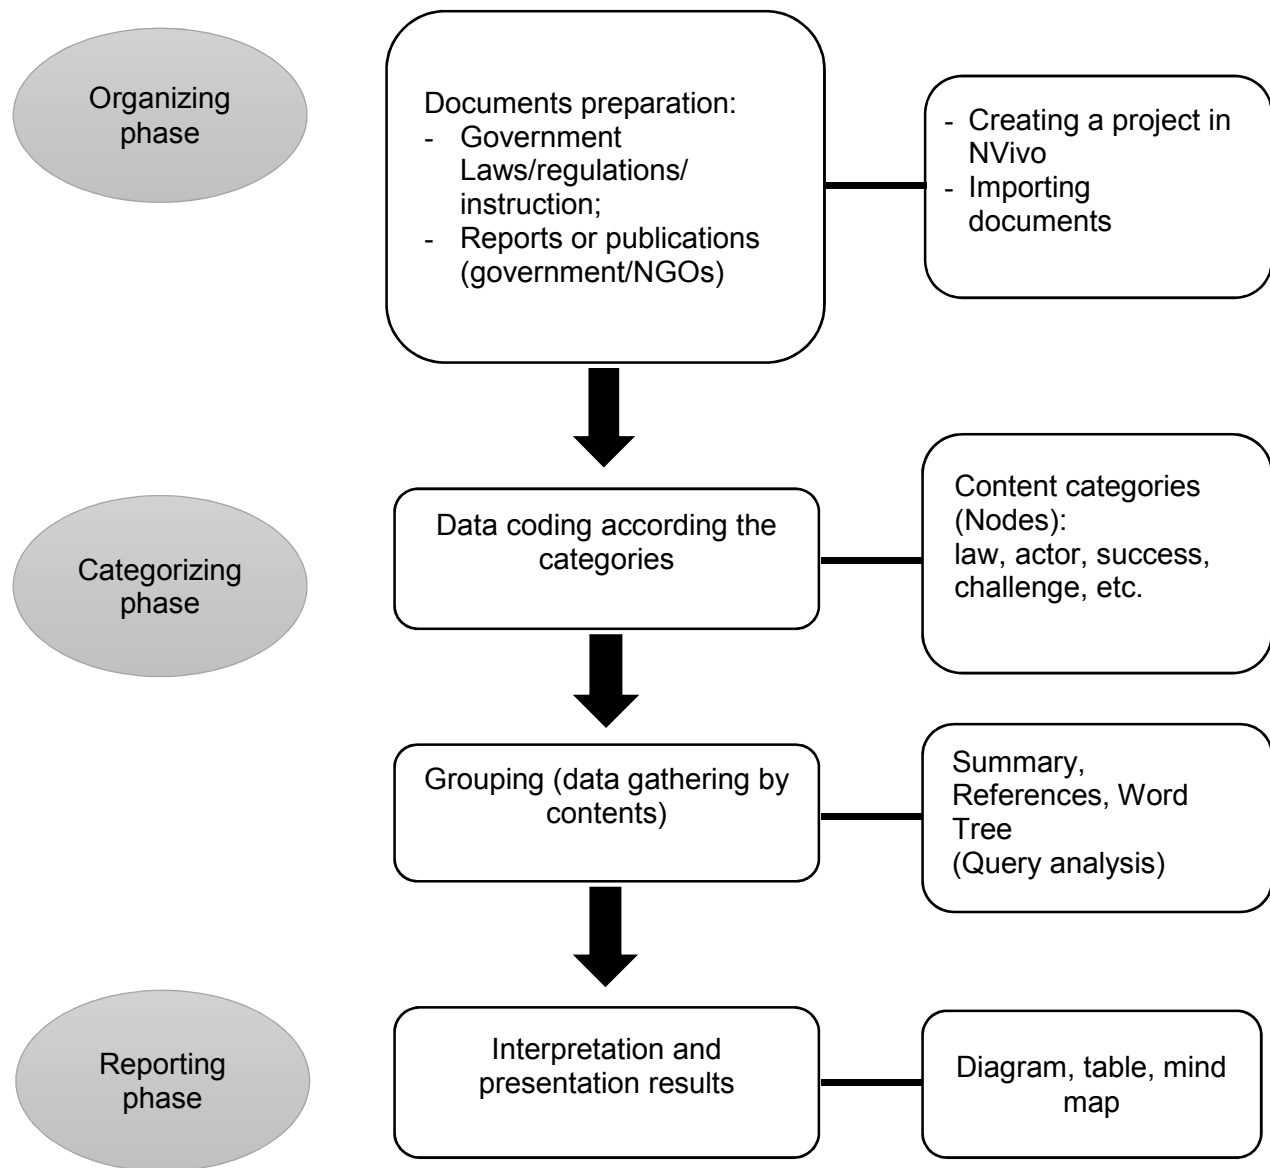 Organizing
phase
Documents preparation:
- Government
Laws/regulations/
instruction;
- Reports or publications
(government/NGOs)
- Creating a project in
NVivo
- Importing
documents
Categorizing
phase
Data coding according the
categories
Content categories
(Nodes):
law, actor, success,
challenge, etc.
Grouping (data gathering by
contents)
Summary,
References, Word
Tree
(Query analysis)
Reporting
phase
Interpretation and
presentation results
Diagram, table, mind
map